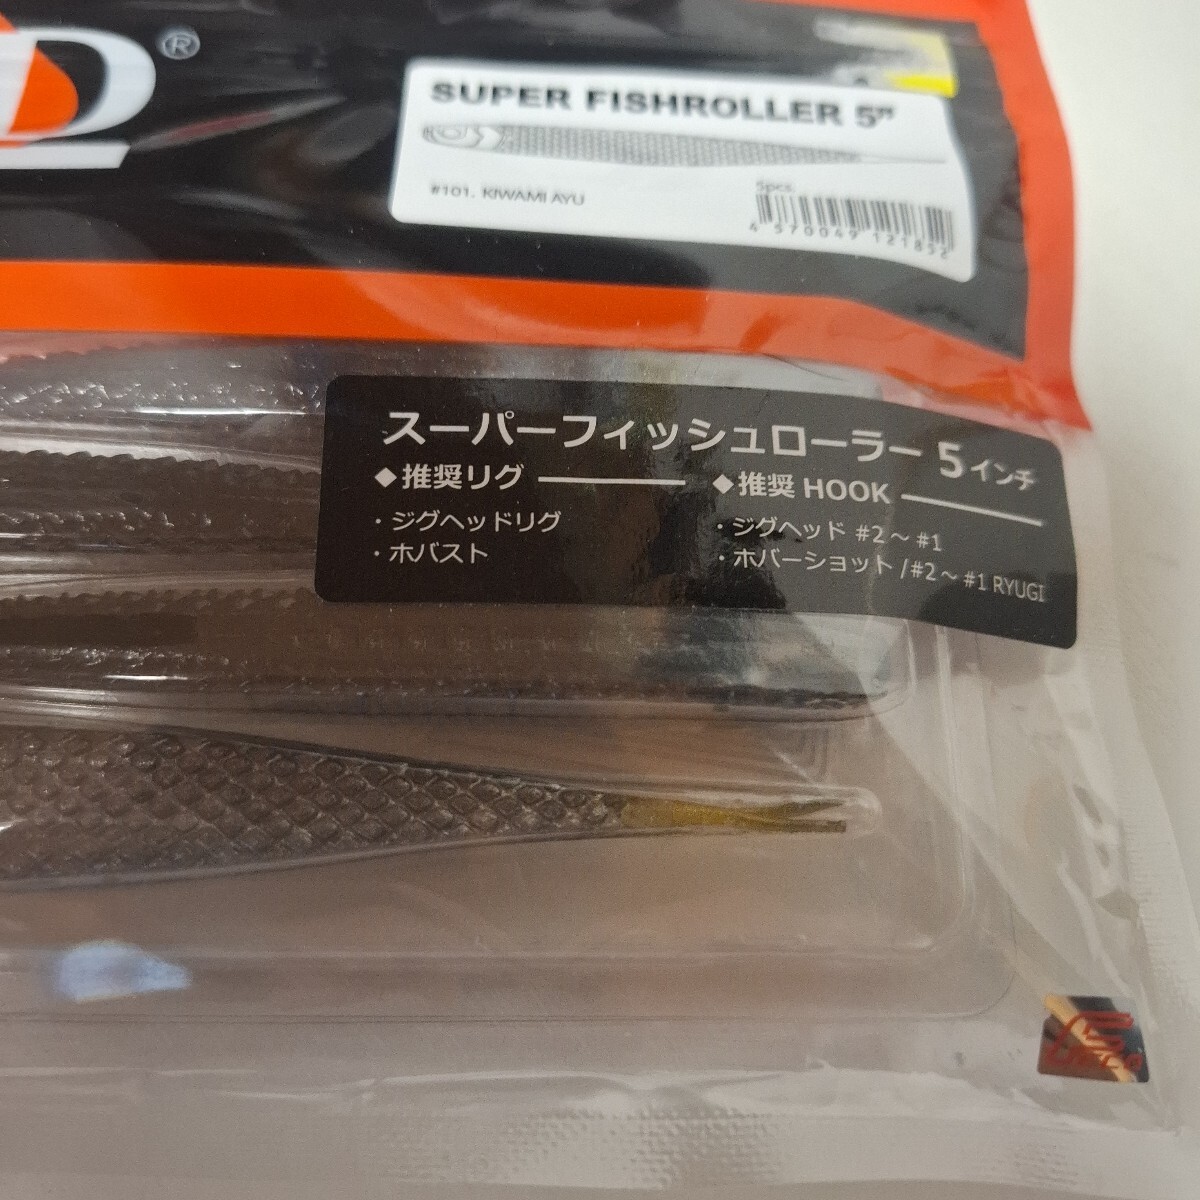 D®
SUPER FISHROLLER 5"
#101. KIWAMI AYU
5pcs.
4 570049 121852
スーパーフィッシュローラー 5インチ
◆推奨リグ
・ジグヘッドリグ
・ホバスト
◆推奨 HOOK
・ジグヘッド #2～#1
・ホバーショット/#2～#1 RYUGI